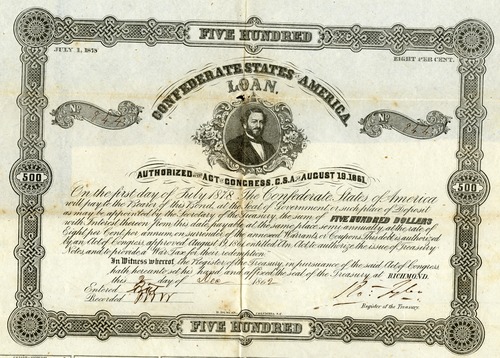 FIVE HUNDRED
JULY 1, 1878
EIGHT PER CENT.
CONFEDERATE STATES OF AMERICA.
LOAN.
No
No
AUTHORIZED BY ACT OF CONGRESS, C.S.A. OF AUGUST 19. 1861.
500
500
On the first day of July 1878, The Confederate States of America
will pay to the Bearer of this Bond, at the seat of Government or such place of Deposit
as may be appointed by the Secretary of the Treasury, the sum of FIVE HUNDRED DOLLARS
with Interest thereon from this date, payable at the same place semi-annually, at the rate of
Eight per Cent per annum, on surrender of the annexed Warrants or Coupons. This debt is authorized
By an Act of Congress approved August 19.1861, entitled An Act to authorize the issue of Treasury
Notes, and to provide a War Tax for their redemption.
In Witness whereof, the Register of the Treasury, in pursuance of the said Act of Congress
hath hereunto set his hand and affixed the seal of the Treasury, at RICHMOND.
this day of Dec 1862
Entered
Recorded
Register of the Treasury
FIVE HUNDRED